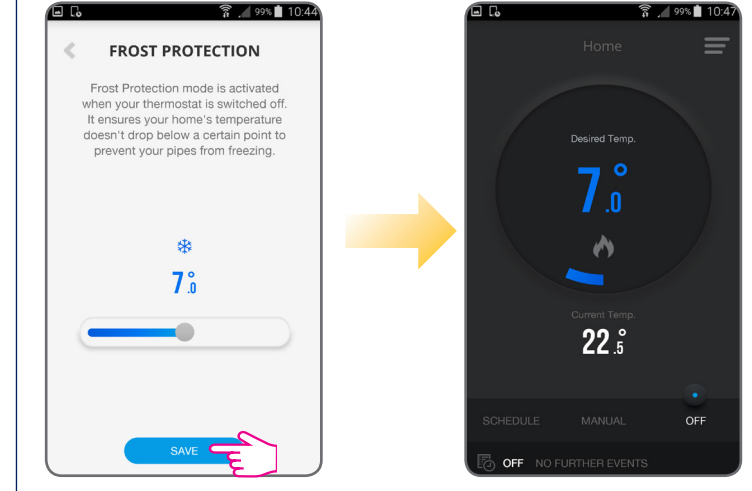 99% 10:44
FROST PROTECTION
Frost Protection mode is activated
when your thermostat is switched off.
It ensures your home's temperature
doesn't drop below a certain point to
prevent your pipes from freezing.
7.0°
SAVE
99% 10:47
Home
Desired Temp.
7.0°
Current Temp.
22.5°
SCHEDULE MANUAL OFF
OFF NO FURTHER EVENTS